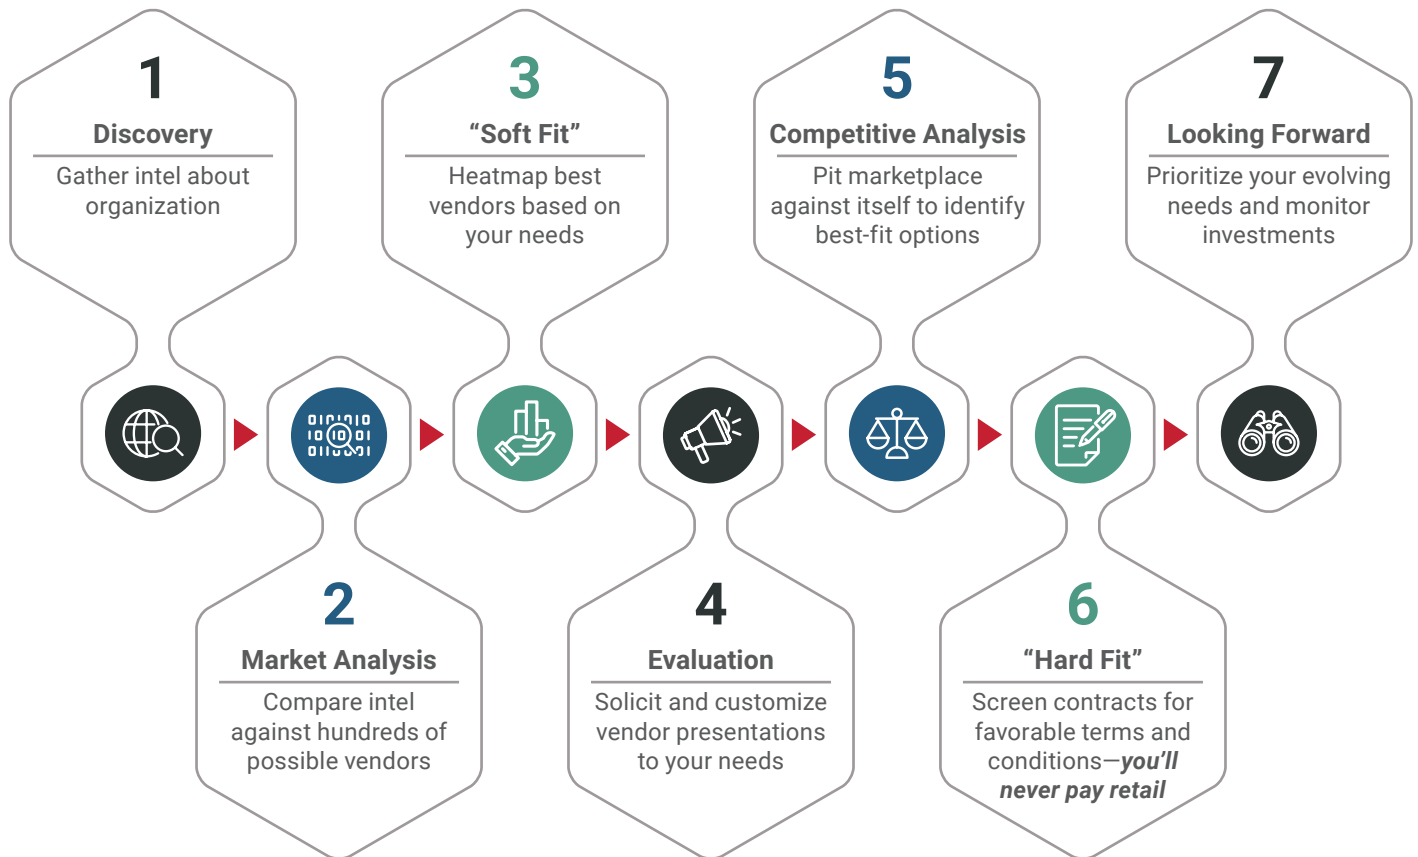 1
Discovery
Gather intel about
organization
2
Market Analysis
Compare intel
against hundreds of
possible vendors
3
“Soft Fit”
Heatmap best
vendors based on
your needs
4
Evaluation
Solicit and customize
vendor presentations
to your needs
5
Competitive Analysis
Pit marketplace
against itself to identify
best-fit options
6
“Hard Fit”
Screen contracts for
favorable terms and
conditions—you’ll
never pay retail
7
Looking Forward
Prioritize your evolving
needs and monitor
investments